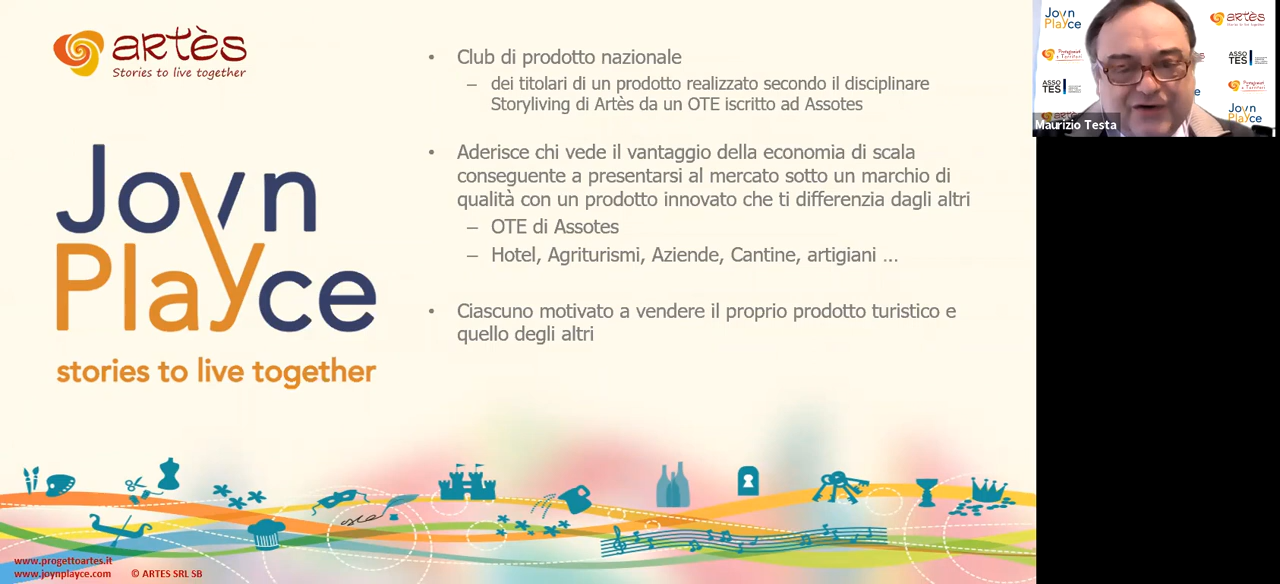 artès
Stories to live together
Joyn
Playce
stories to live together
• Club di prodotto nazionale
– dei titolari di un prodotto realizzato secondo il disciplinare
Storyliving di Artès da un OTE iscritto ad Assotes
• Aderisce chi vede il vantaggio della economia di scala
conseguente a presentarsi al mercato sotto un marchio di
qualità con un prodotto innovato che ti differenzia dagli altri
– OTE di Assotes
– Hotel, Agriturismi, Aziende, Cantine, artigiani ...
• Ciascuno motivato a vendere il proprio prodotto turistico e
quello degli altri
www.progettoartes.it
www.joynplayce.com © ARTES SRL SB
Joyn
Playce
artès
ASSO
TES
ASSO
TES
Joyn
Playce
Maurizio Testa